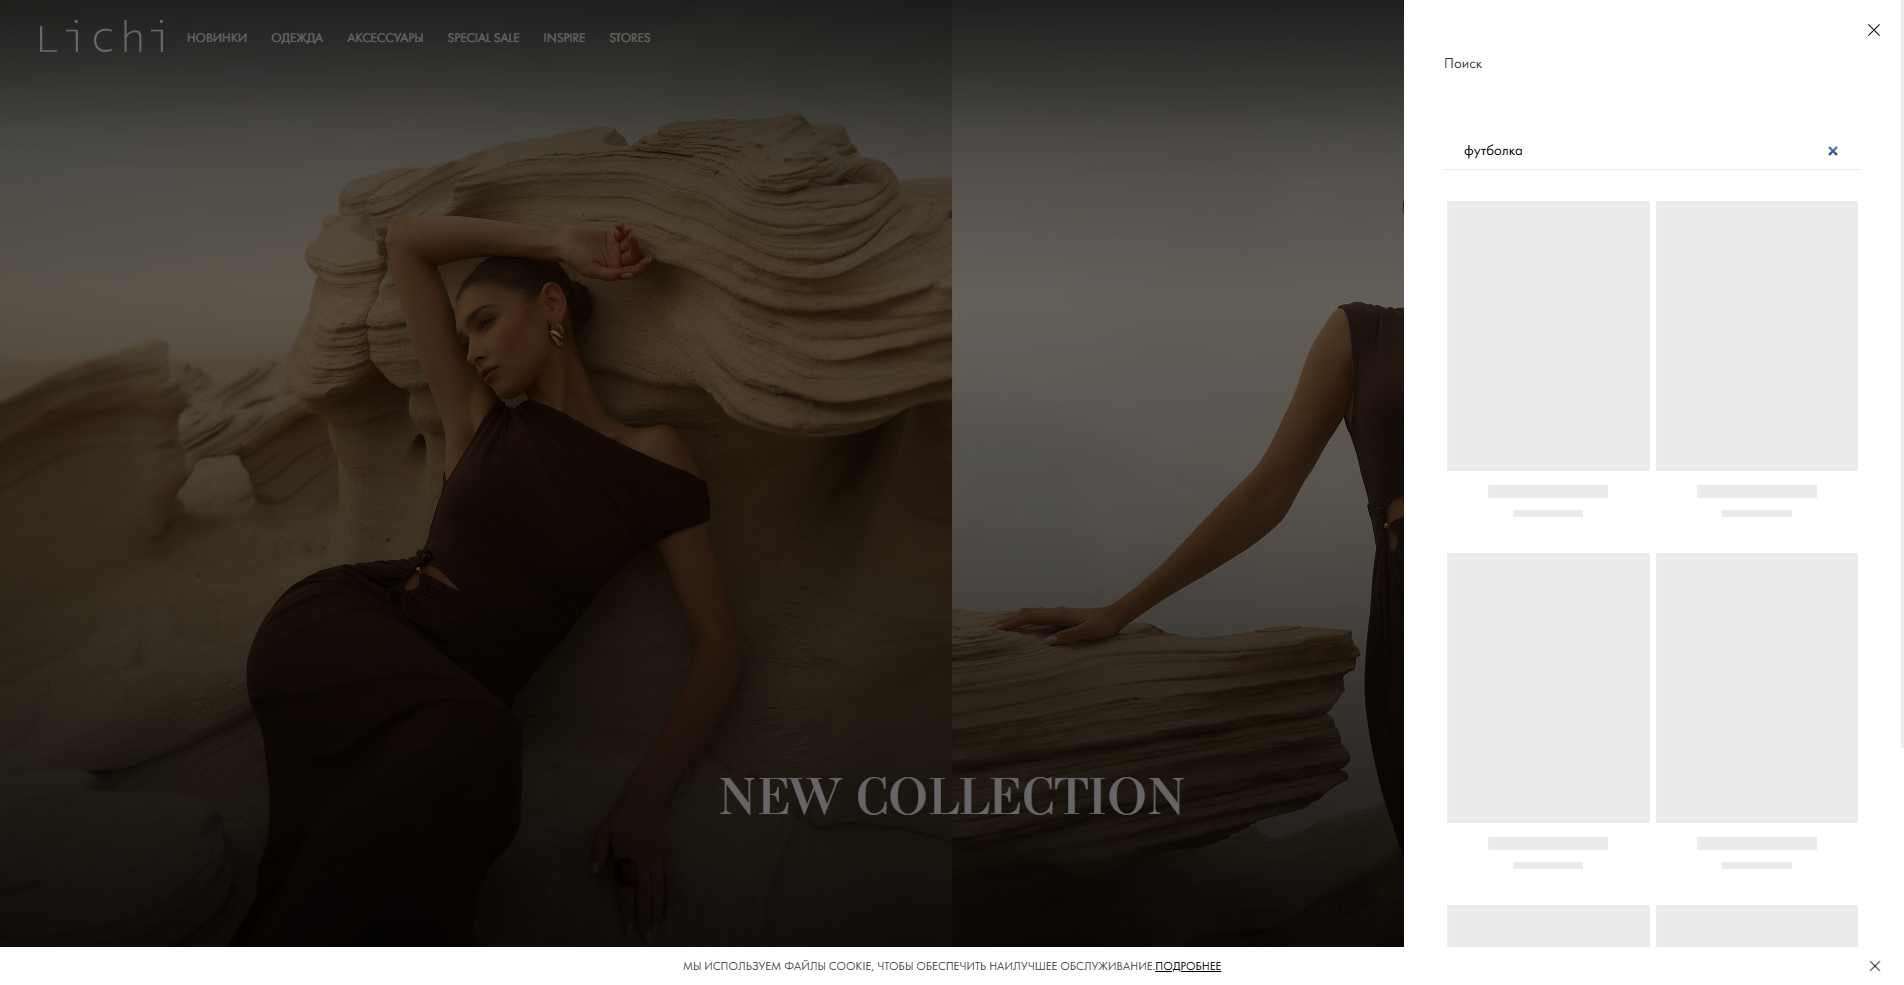 Lichi
НОВИНКИ
ОДЕЖДА
АКСЕССУАРЫ
SPECIAL SALE
INSPIRE
STORES
Поиск
футболка
NEW COLLECTION
МЫ ИСПОЛЬЗУЕМ ФАЙЛЫ COOKIE, ЧТОБЫ ОБЕСПЕЧИТЬ НАИЛУЧШЕЕ ОБСЛУЖИВАНИЕ.ПОДРОБНЕЕ